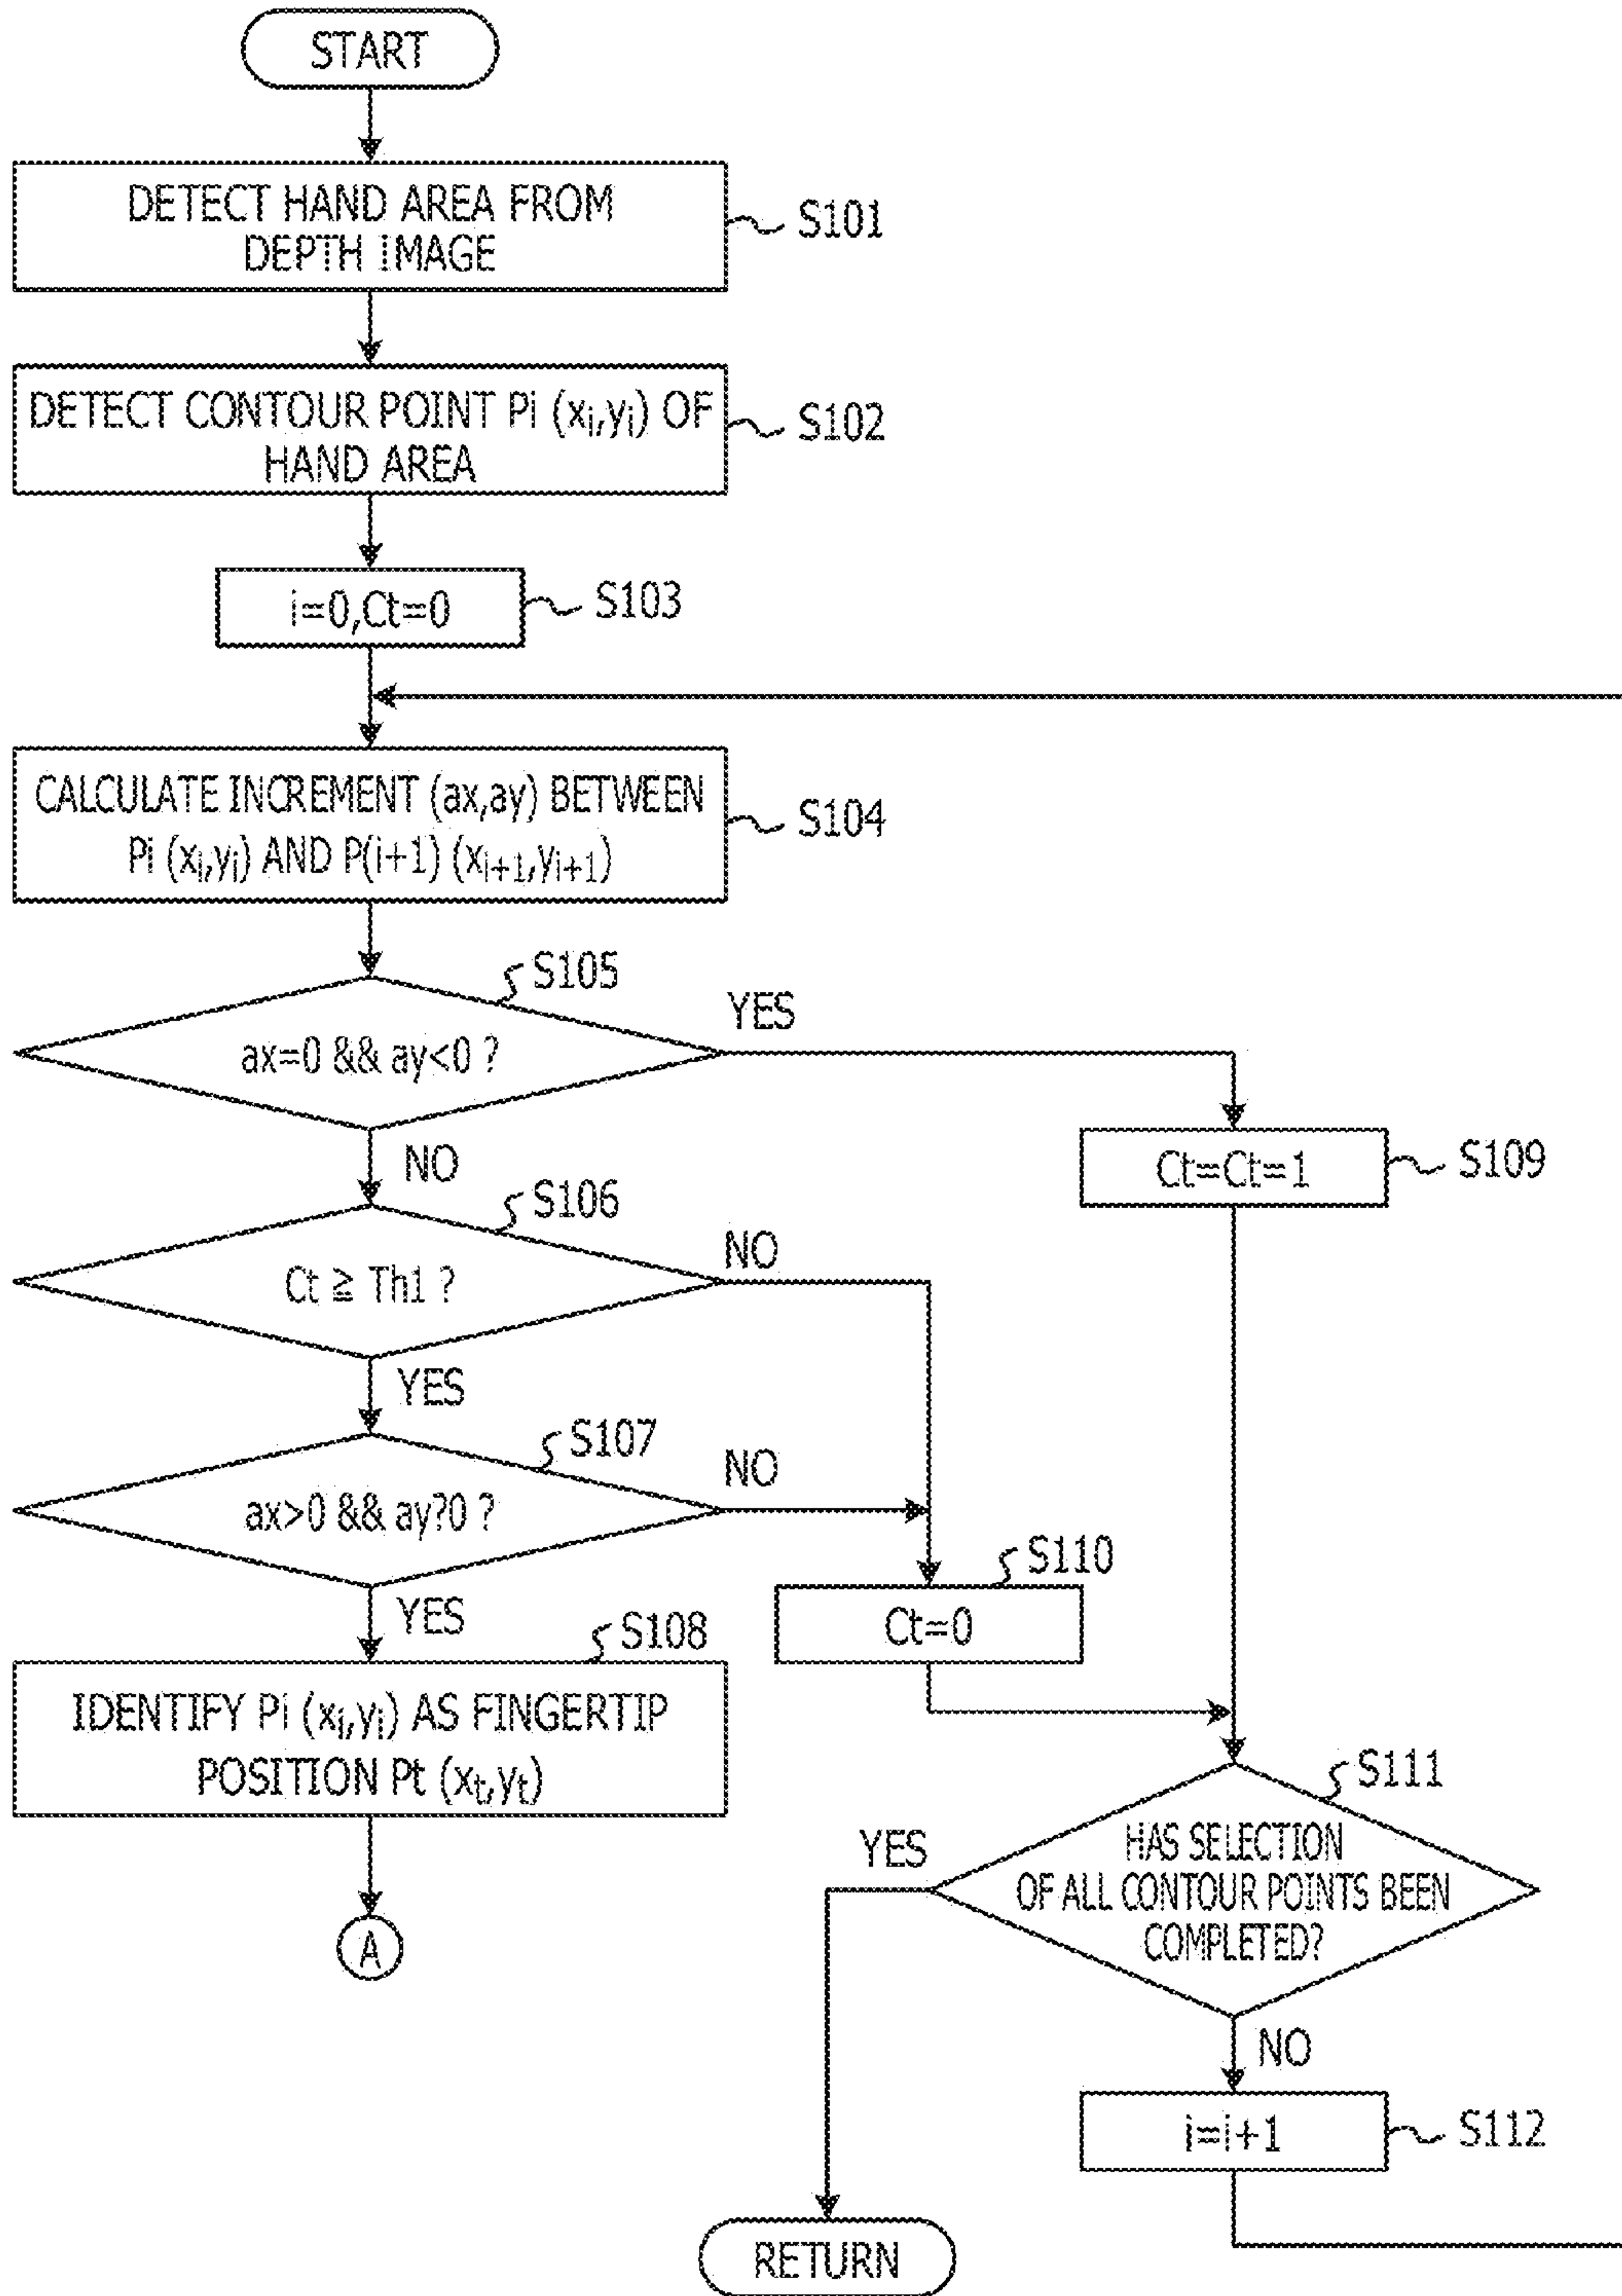 START
DETECT HAND AREA FROM
DEPTH IMAGE
S101
DETECT CONTOUR POINT Pi (xi,yi) OF
HAND AREA
S102
i=0,Ct=0
S103
CALCULATE INCREMENT (ax,ay) BETWEEN
Pi (xi,yi) AND P(i+1) (xi+1,yi+1)
S104
S105
ax=0 && ay<0 ?
YES
NO
Ct=Ct=1
S109
S106
Ct ≧ Th1 ?
NO
YES
S107
ax>0 && ay?0 ?
NO
YES
S110
Ct=0
S108
IDENTIFY Pi (xi,yi) AS FINGERTIP
POSITION Pt (xt,yt)
A
S111
HAS SELECTION
OF ALL CONTOUR POINTS BEEN
COMPLETED?
YES
NO
i=i+1
S112
RETURN